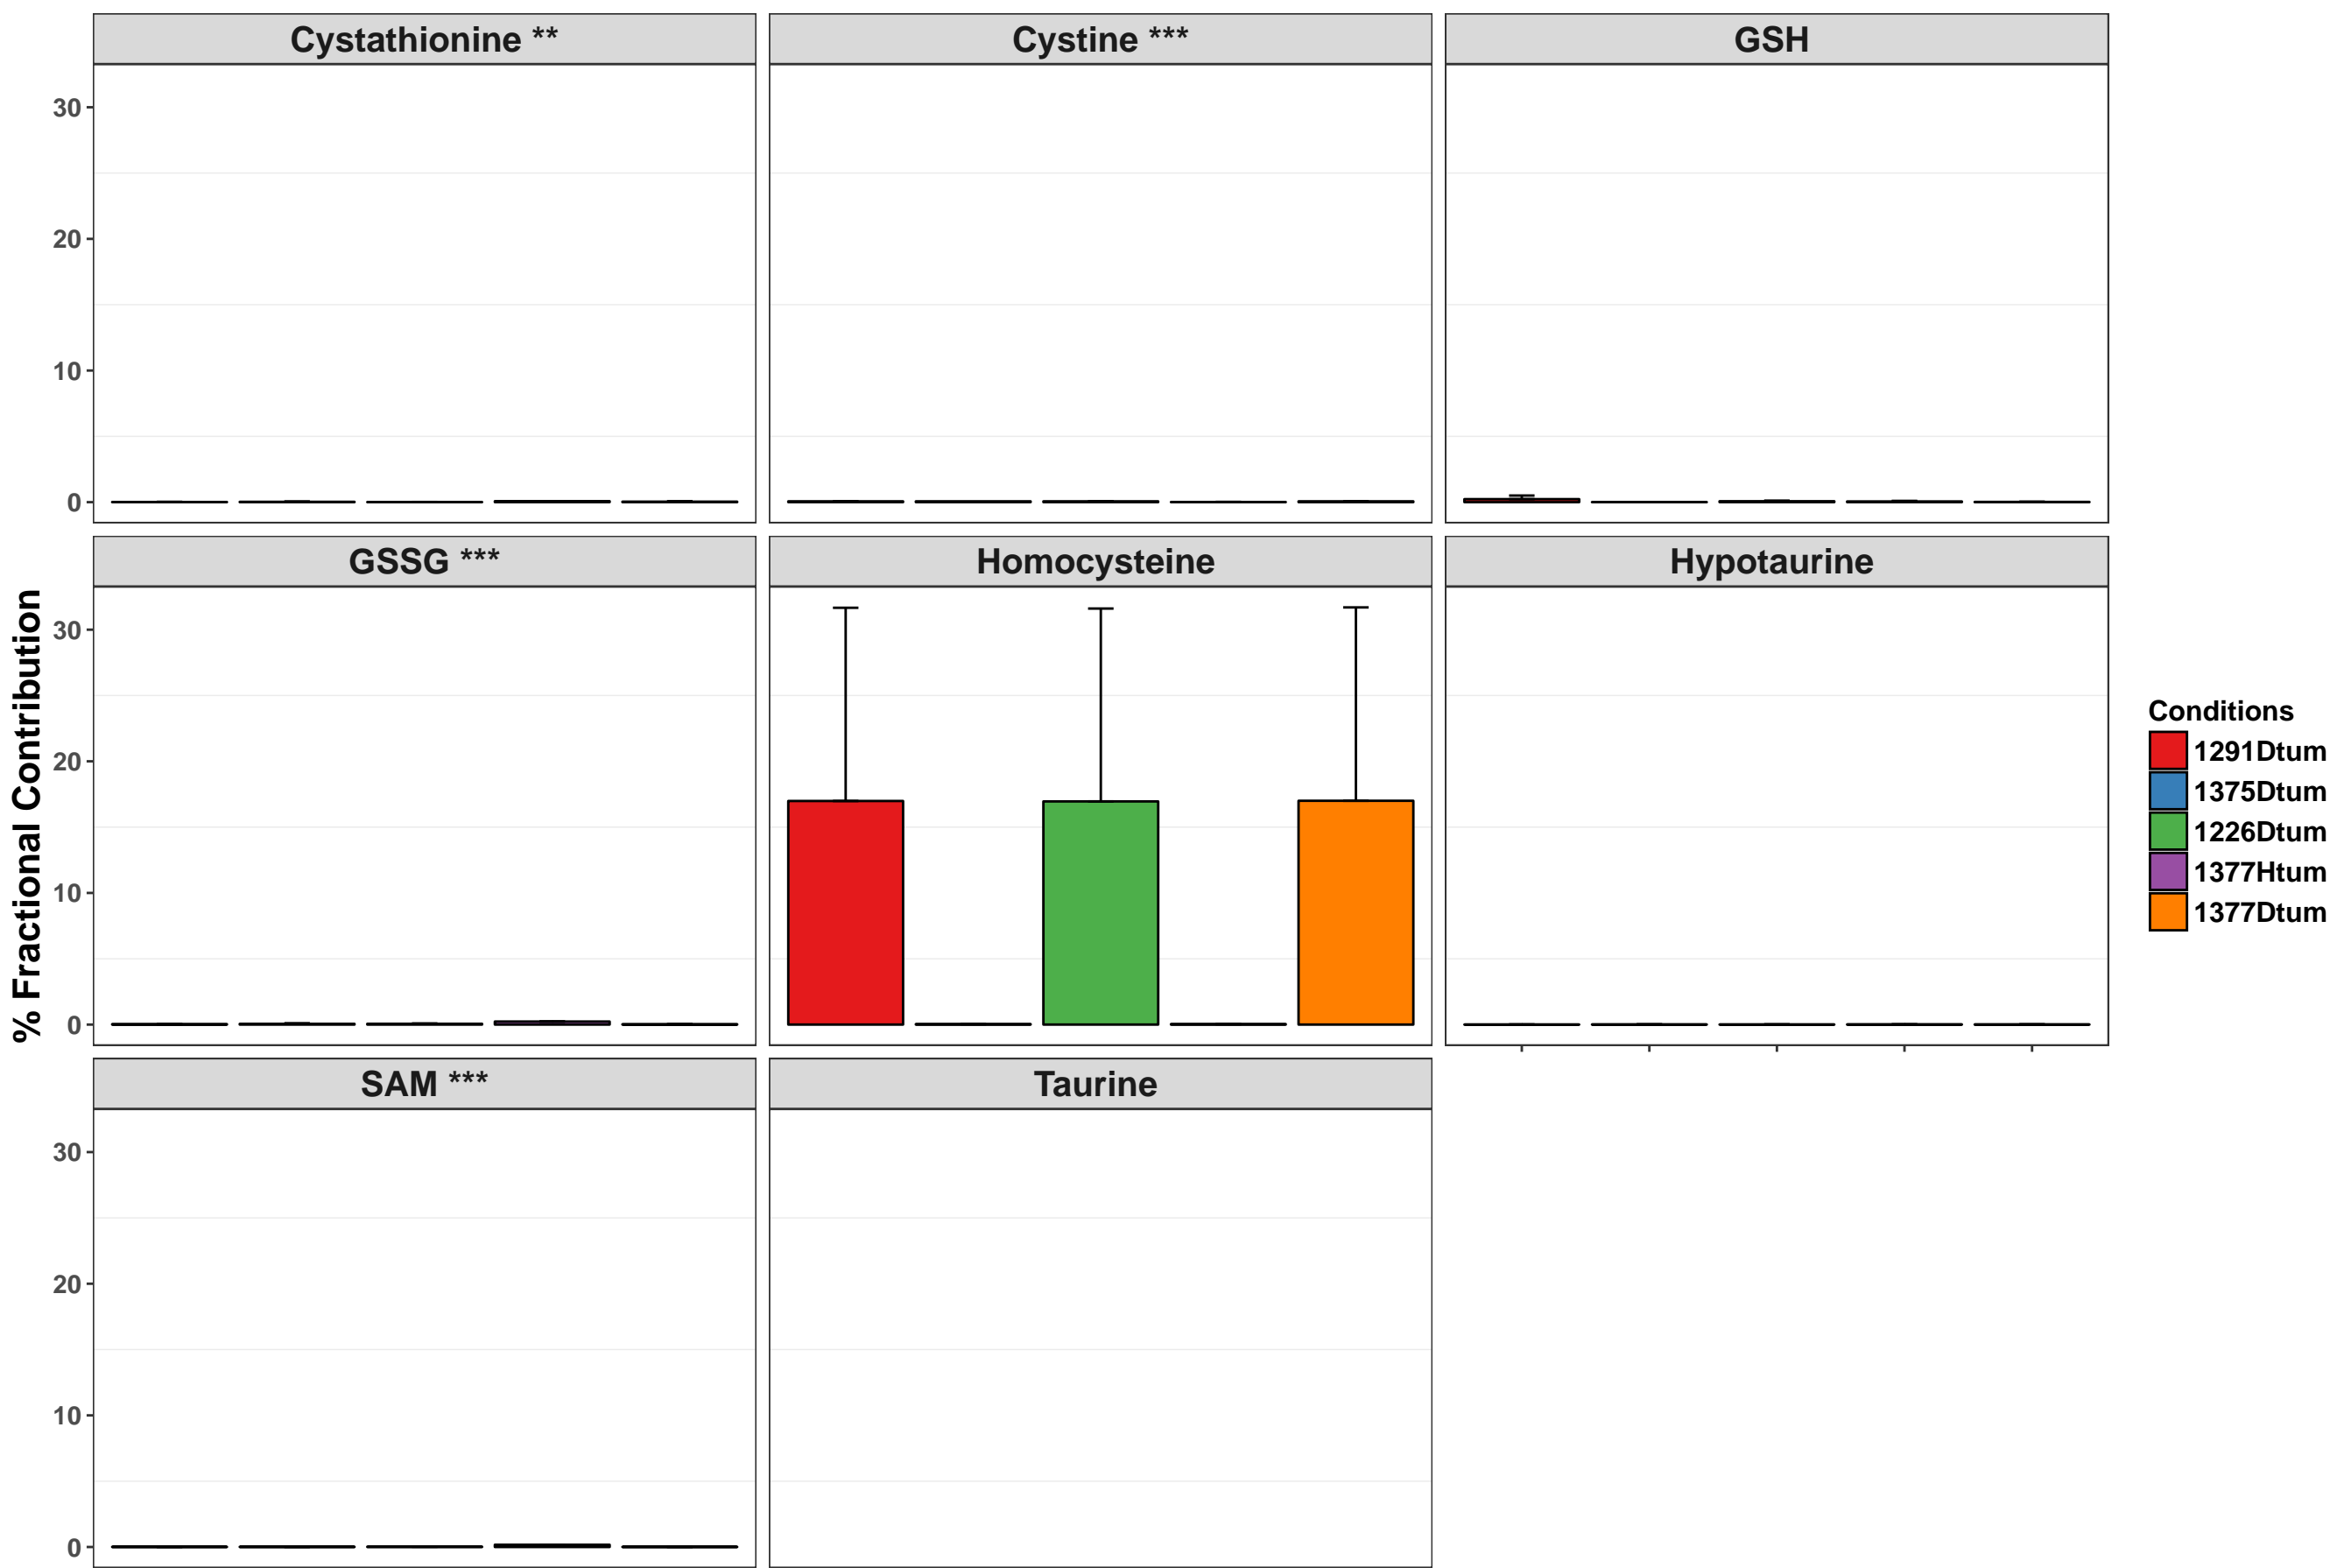 Cystathionine **
Cystine ***
GSH
30
20
10
0
GSSG ***
Homocysteine
Hypotaurine
30
20
10
0
SAM ***
Taurine
30
20
10
0
% Fractional Contribution
Conditions
1291Dtum
1375Dtum
1226Dtum
1377Htum
1377Dtum